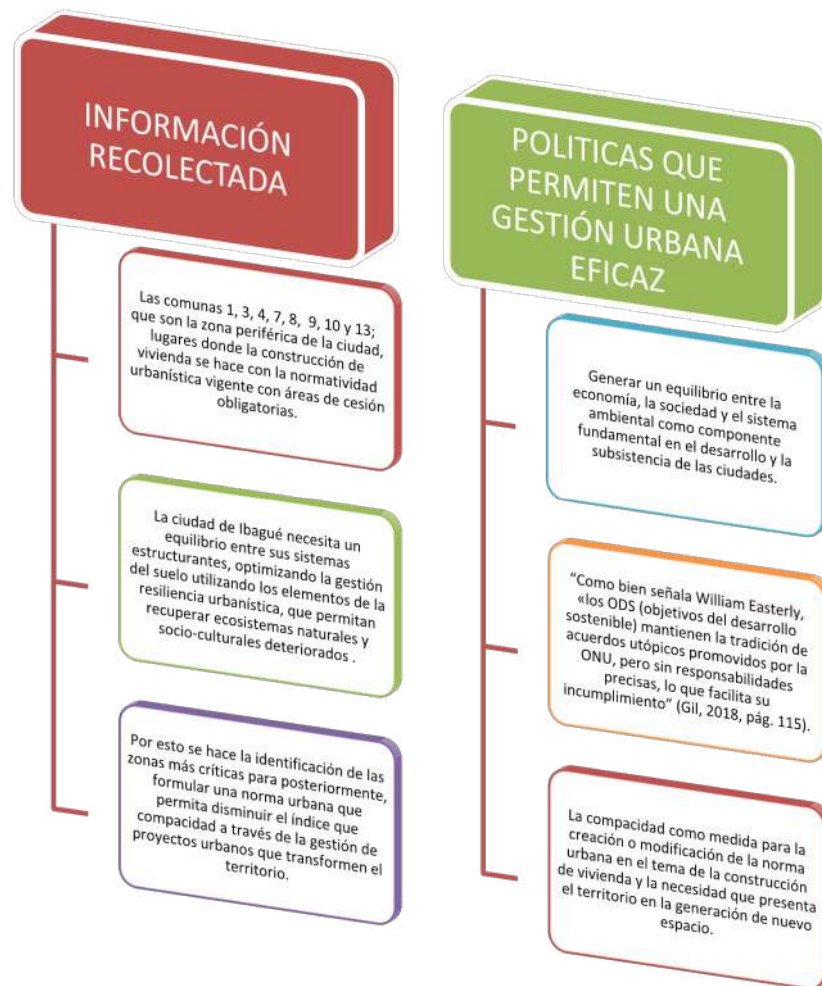 INFORMACIÓN
RECOLECTADA
Las comunas 1, 3, 4, 7, 8, 9, 10 y 13;
que son la zona periférica de la ciudad,
lugares donde la construcción de
vivienda se hace con la normatividad
urbanística vigente con áreas de cesión
obligatorias.
La ciudad de Ibagué necesita un
equilibrio entre sus sistemas
estructurantes, optimizando la gestión
del suelo utilizando los elementos de la
resiliencia urbanística, que permitan
recuperar ecosistemas naturales y
socio-culturales deteriorados .
Por esto se hace la identificación de las
zonas más críticas para posteriormente,
formular una norma urbana que
permita disminuir el índice que
compacidad a través de la gestión de
proyectos urbanos que transformen el
territorio.
POLITICAS QUE
PERMITEN UNA
GESTIÓN URBANA
EFICAZ
Generar un equilibrio entre la
economía, la sociedad y el sistema
ambiental como componente
fundamental en el desarrollo y la
subsistencia de las ciudades.
“Como bien señala William Easterly,
«los ODS (objetivos del desarrollo
sostenible) mantienen la tradición de
acuerdos utópicos promovidos por la
ONU, pero sin responsabilidades
precisas, lo que facilita su
incumplimiento” (Gil, 2018, pág. 115).
La compacidad como medida para la
creación o modificación de la norma
urbana en el tema de la construcción
de vivienda y la necesidad que presenta
el territorio en la generación de nuevo
espacio.